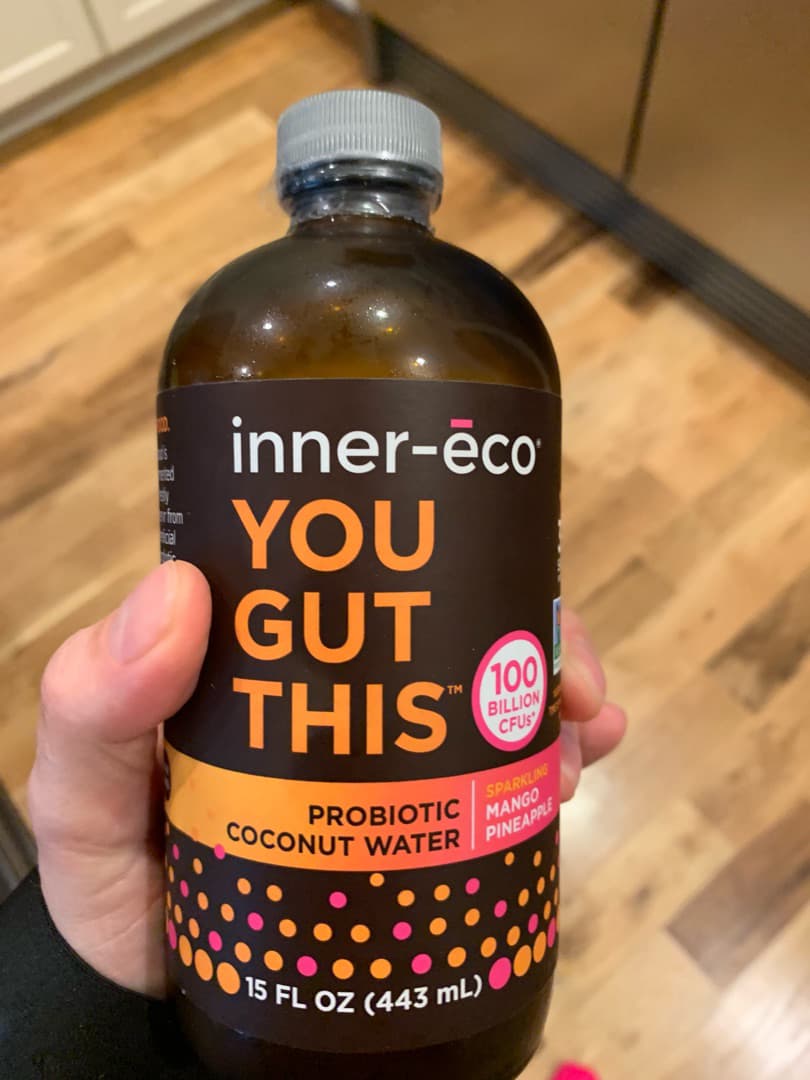 inner-ēco®
YOU
GUT
THIS™
100
BILLION
CFUs*
PROBIOTIC
COCONUT WATER
SPARKLING
MANGO
PINEAPPLE
15 FL OZ (443 mL)
from